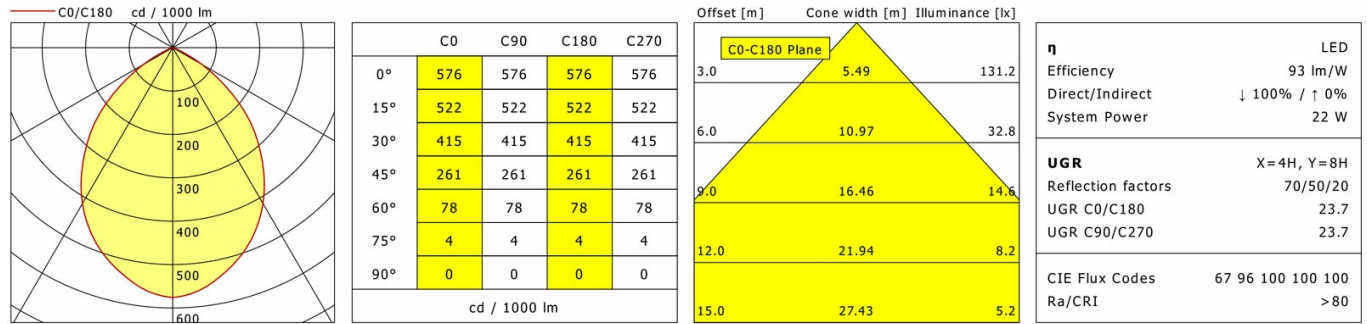 C0/C180 cd / 1000 lm
100
200
300
400
500
600
C0 C90 C180 C270
0° 576 576 576 576
15° 522 522 522 522
30° 415 415 415 415
45° 261 261 261 261
60° 78 78 78 78
75° 4 4 4 4
90° 0 0 0 0
cd / 1000 lm
Offset [m] Cone width [m] Illuminance [lx]
C0-C180 Plane
3.0 5.49 131.2
6.0 10.97 32.8
9.0 16.46 14.6
12.0 21.94 8.2
15.0 27.43 5.2
η LED
Efficiency 93 lm/W
Direct/Indirect ↓ 100% / ↑ 0%
System Power 22 W
UGR X=4H, Y=8H
Reflection factors 70/50/20
UGR C0/C180 23.7
UGR C90/C270 23.7
CIE Flux Codes 67 96 100 100 100
Ra/CRI >80